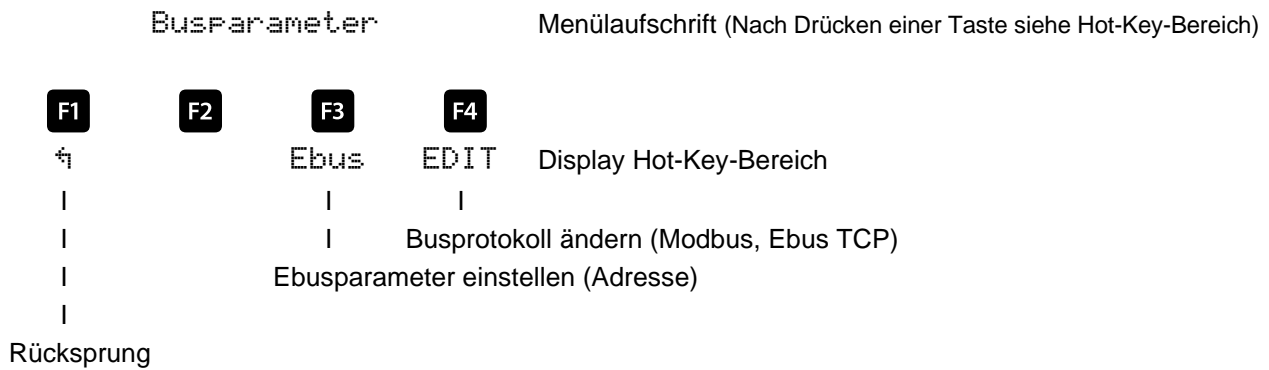 Busparameter Menülaufschrift (Nach Drücken einer Taste siehe Hot-Key-Bereich)
F1 F2 F3 F4
↰ Ebus EDIT Display Hot-Key-Bereich
I I I
I I Busprotokoll ändern (Modbus, Ebus TCP)
I Ebusparameter einstellen (Adresse)
I
Rücksprung